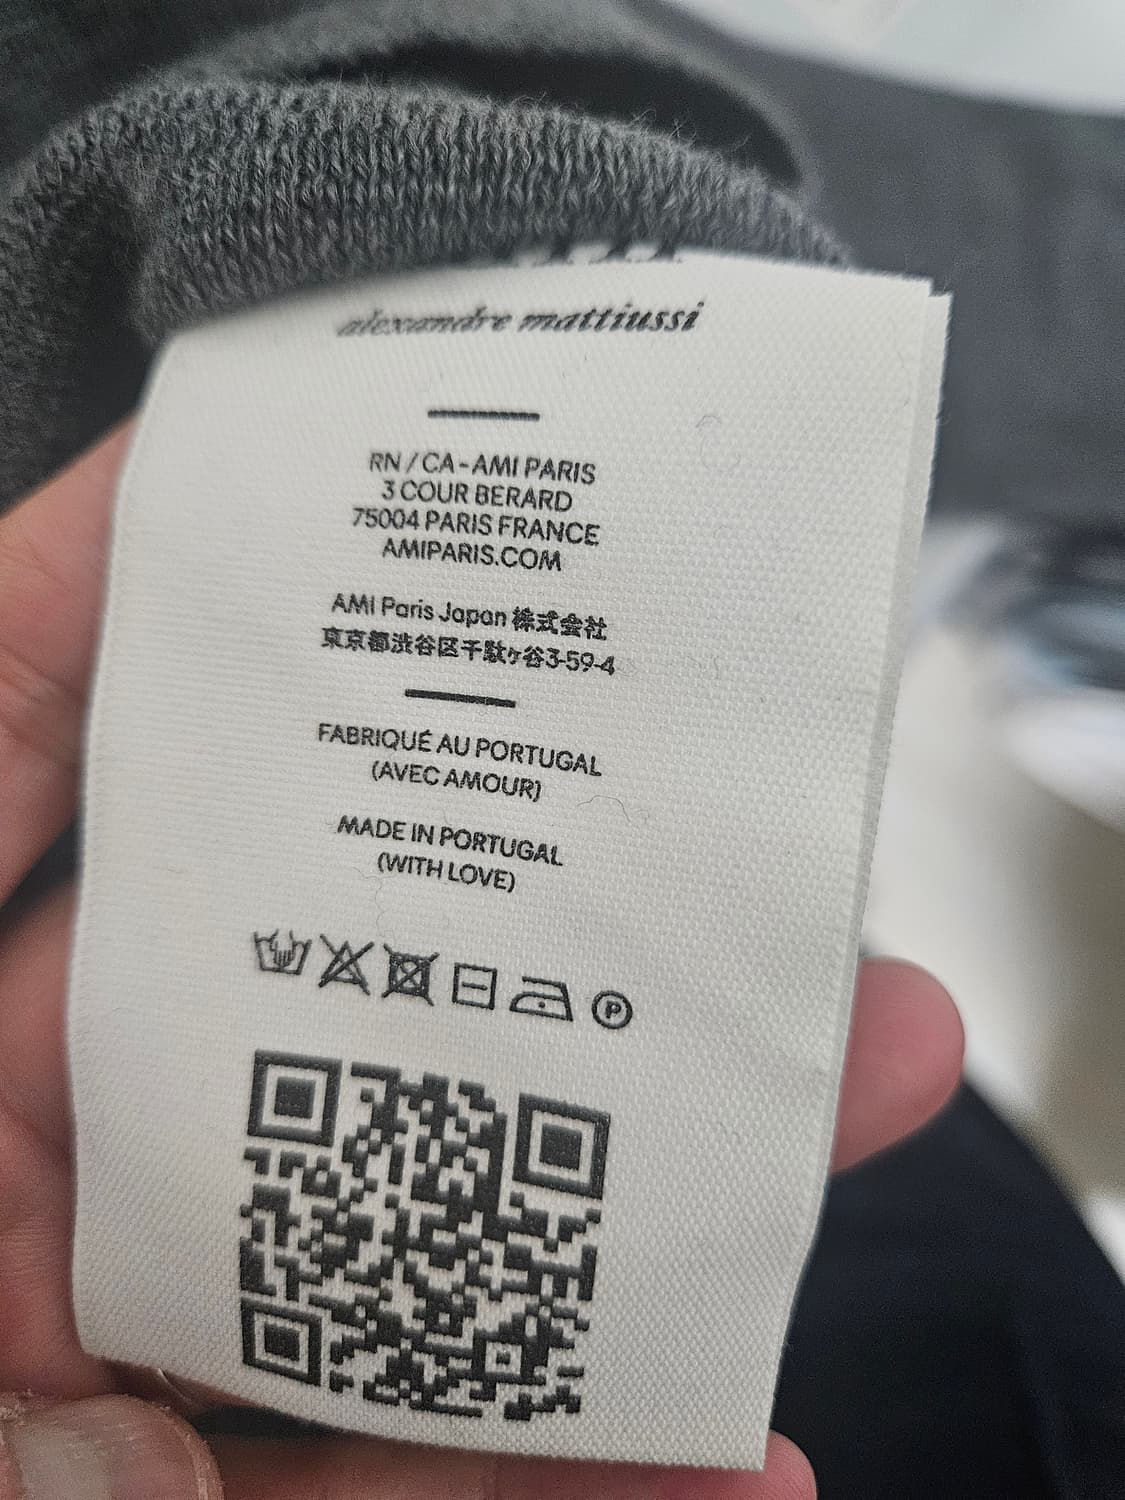 alexandre mattiussi
RN / CA - AMI PARIS
3 COUR BERARD
75004 PARIS FRANCE
AMIPARIS.COM
AMI Paris Japan 株式会社
東京都渋谷区千駄ヶ谷3-59-4
FABRIQUÉ AU PORTUGAL
(AVEC AMOUR)
MADE IN PORTUGAL
(WITH LOVE)
P